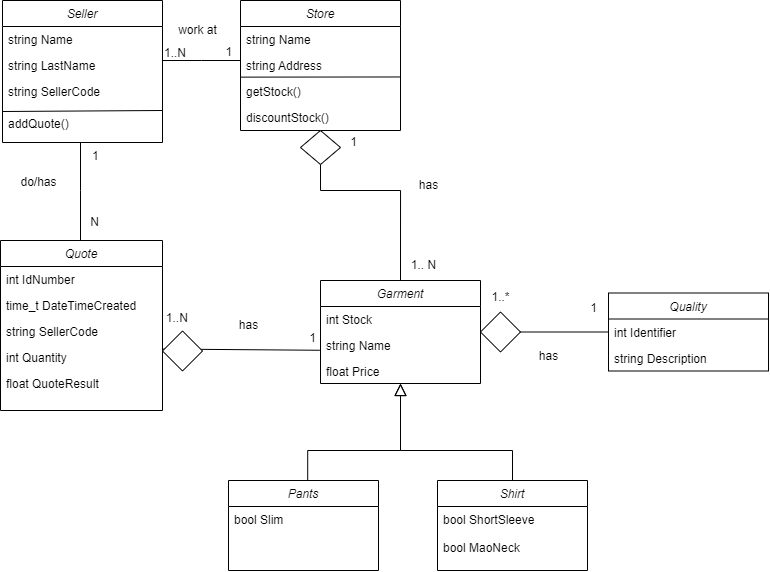 Seller
string Name
string LastName
string SellerCode
addQuote()
work at
1..N
1
Store
string Name
string Address
getStock()
discountStock()
1
has
1.. N
1
do/has
N
Quote
int IdNumber
time_t DateTimeCreated
string SellerCode
int Quantity
float QuoteResult
1..N
has
1
Garment
int Stock
string Name
float Price
1..*
has
1
Quality
int Identifier
string Description
Pants
bool Slim
Shirt
bool ShortSleeve
bool MaoNeck